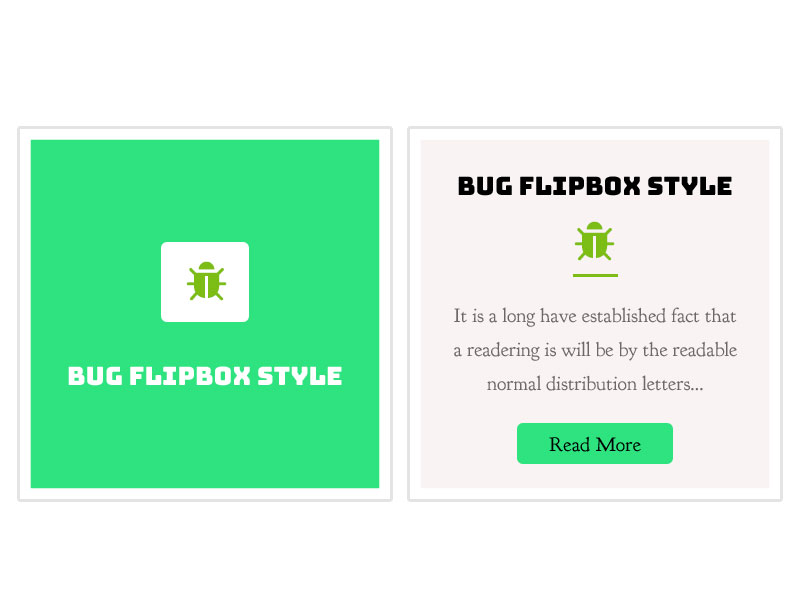 BUG FLIPBOX STYLE
BUG FLIPBOX STYLE
It is a long have established fact that
a readering is will be by the readable
normal distribution letters...
Read More